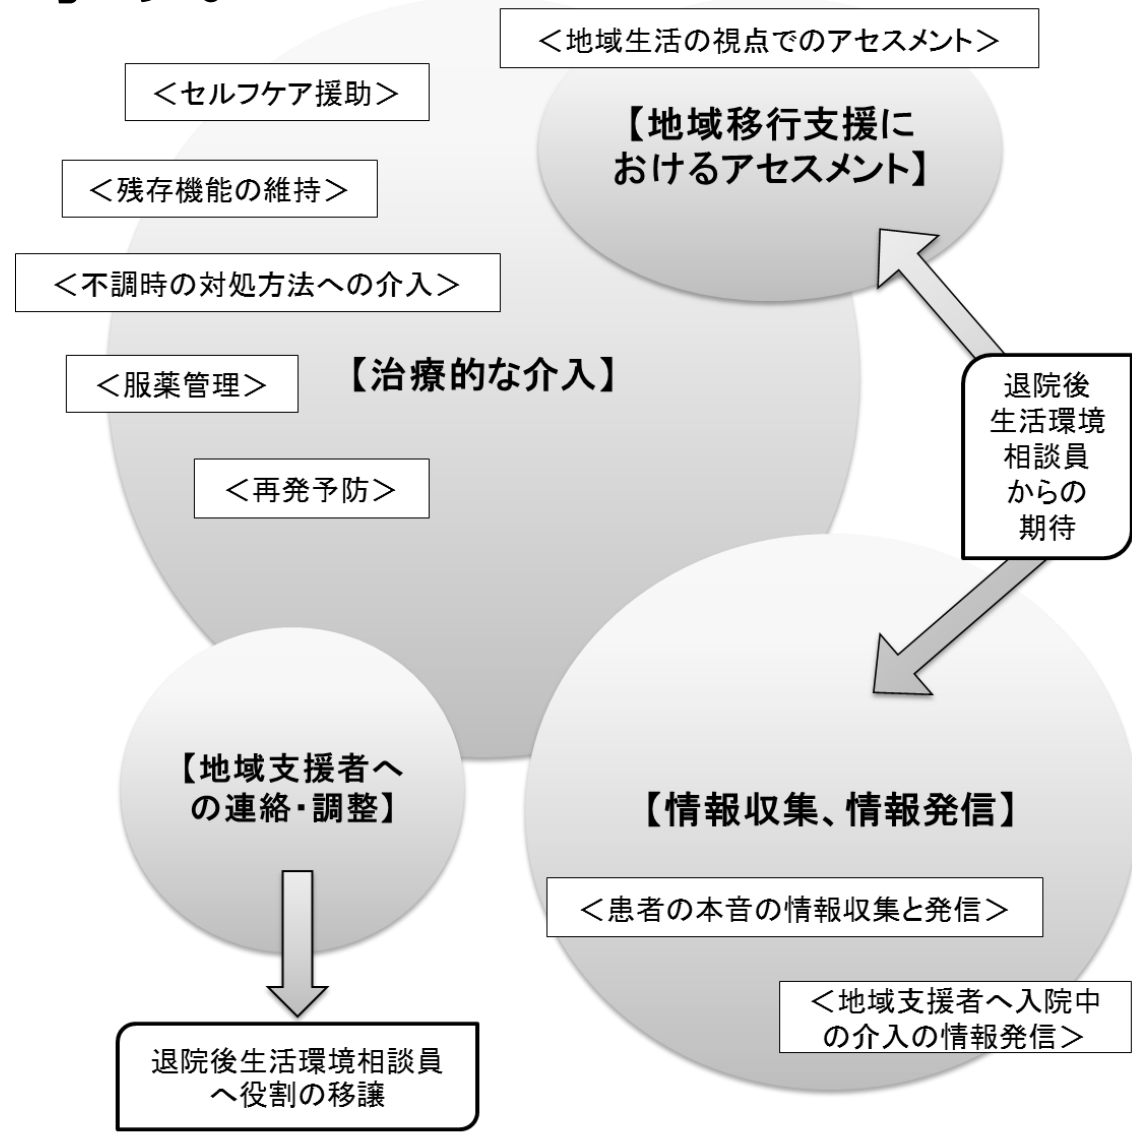 ＜地域生活の視点でのアセスメント＞
＜セルフケア援助＞
【地域移行支援に
おけるアセスメント】
＜残存機能の維持＞
＜不調時の対処方法への介入＞
【治療的な介入】
＜服薬管理＞
退院後
生活環境
相談員
からの
期待
＜再発予防＞
【地域支援者へ
の連絡・調整】
【情報収集、情報発信】
＜患者の本音の情報収集と発信＞
＜地域支援者へ入院中
の介入の情報発信＞
退院後生活環境相談員
へ役割の移譲